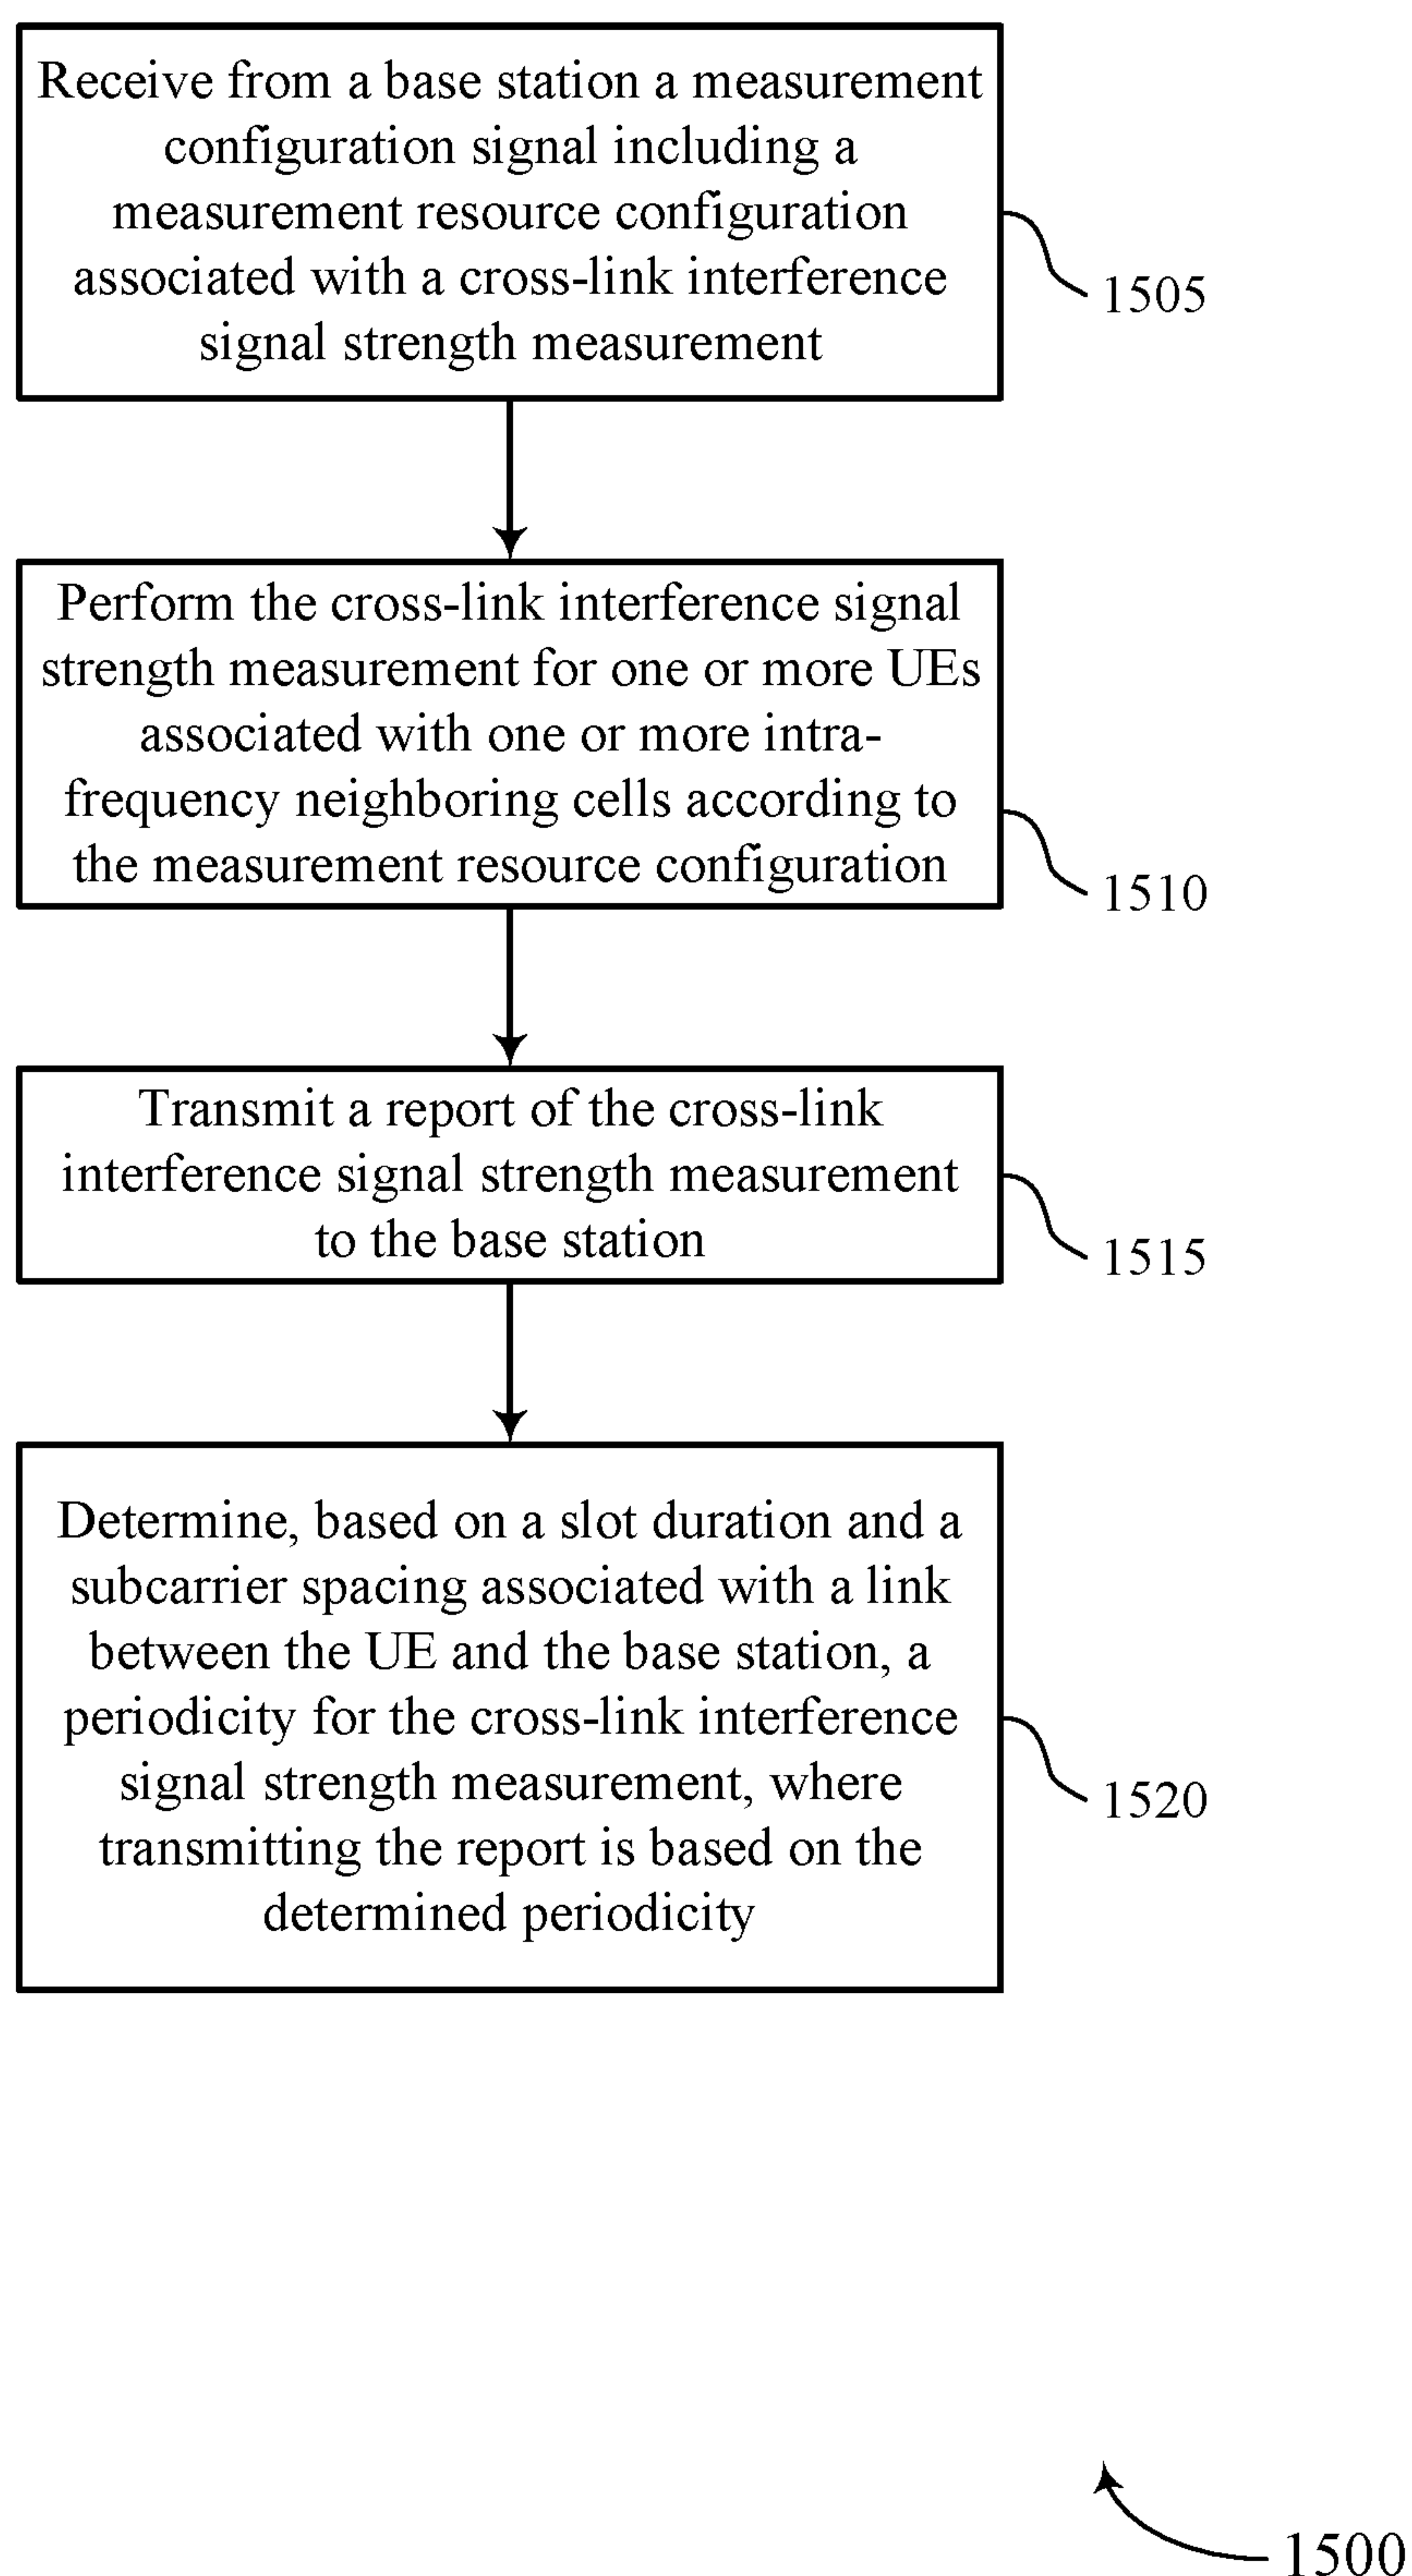 Receive from a base station a measurement
configuration signal including a
measurement resource configuration
associated with a cross-link interference
signal strength measurement
1505
Perform the cross-link interference signal
strength measurement for one or more UEs
associated with one or more intra-
frequency neighboring cells according to
the measurement resource configuration
1510
Transmit a report of the cross-link
interference signal strength measurement
to the base station
1515
Determine, based on a slot duration and a
subcarrier spacing associated with a link
between the UE and the base station, a
periodicity for the cross-link interference
signal strength measurement, where
transmitting the report is based on the
determined periodicity
1520
1500